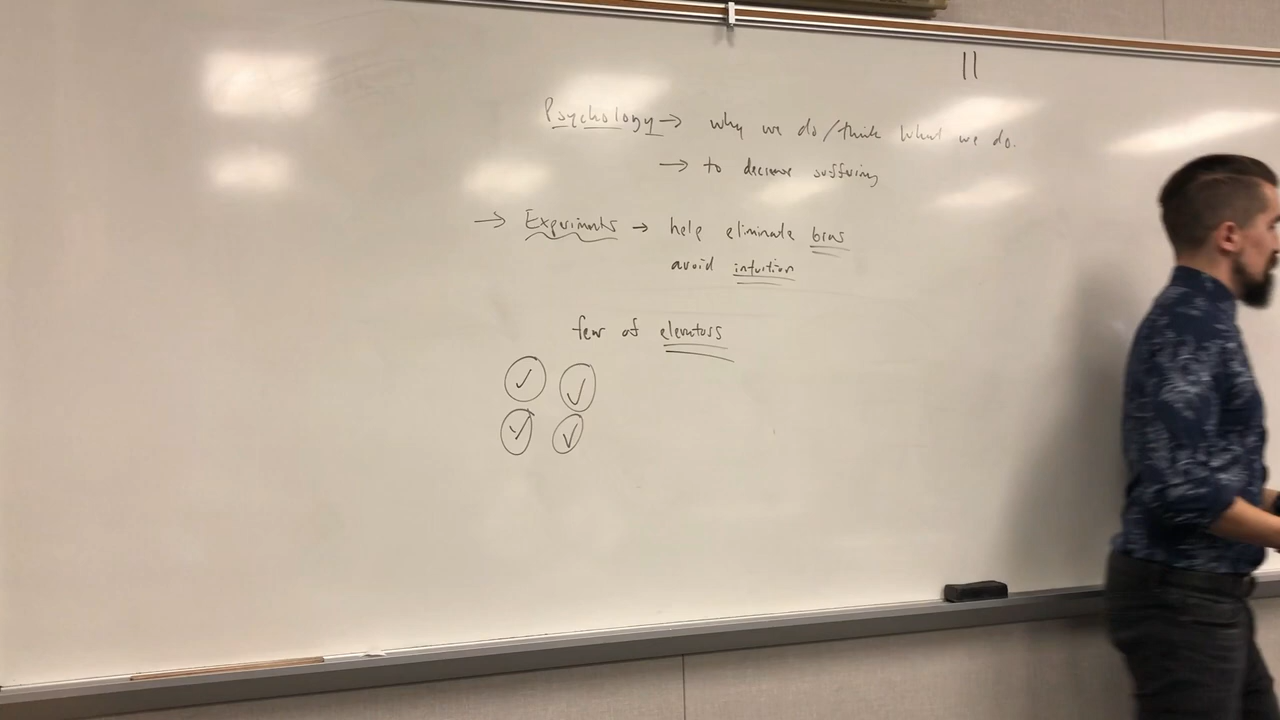 ||
Psychology → why we do/think what we do.
→ to decrease suffering
→ Experiments → help eliminate bias
avoid intuition
fear of elevators
✓ ✓
✓ ✓